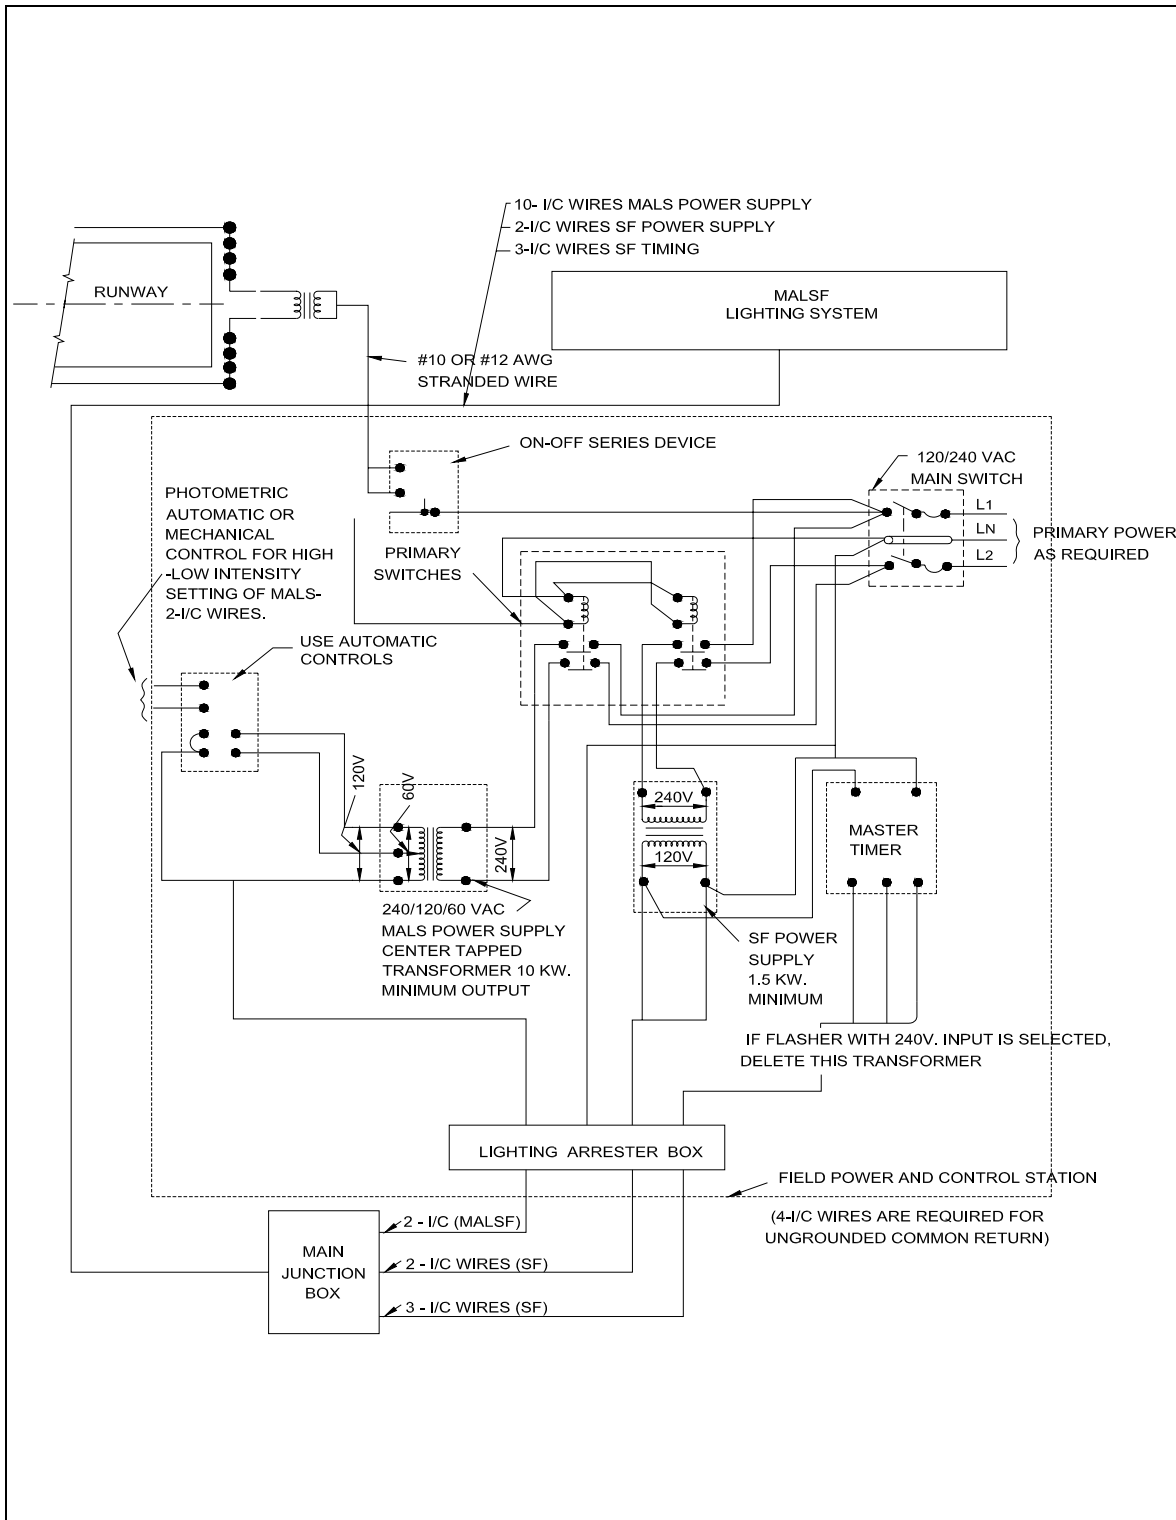 10- I/C WIRES MALS POWER SUPPLY
2-I/C WIRES SF POWER SUPPLY
3-I/C WIRES SF TIMING
RUNWAY
MALSF
LIGHTING SYSTEM
#10 OR #12 AWG
STRANDED WIRE
ON-OFF SERIES DEVICE
120/240 VAC
MAIN SWITCH
PHOTOMETRIC
AUTOMATIC OR
MECHANICAL
CONTROL FOR HIGH
-LOW INTENSITY
SETTING OF MALS-
2-I/C WIRES.
L1
LN
L2
PRIMARY POWER
AS REQUIRED
PRIMARY
SWITCHES
USE AUTOMATIC
CONTROLS
120V
60V
240V
240V
120V
MASTER
TIMER
240/120/60 VAC
MALS POWER SUPPLY
CENTER TAPPED
TRANSFORMER 10 KW.
MINIMUM OUTPUT
SF POWER
SUPPLY
1.5 KW.
MINIMUM
IF FLASHER WITH 240V. INPUT IS SELECTED,
DELETE THIS TRANSFORMER
LIGHTING ARRESTER BOX
FIELD POWER AND CONTROL STATION
(4-I/C WIRES ARE REQUIRED FOR
UNGROUNDED COMMON RETURN)
MAIN
JUNCTION
BOX
2 - I/C (MALSF)
2 - I/C WIRES (SF)
3 - I/C WIRES (SF)